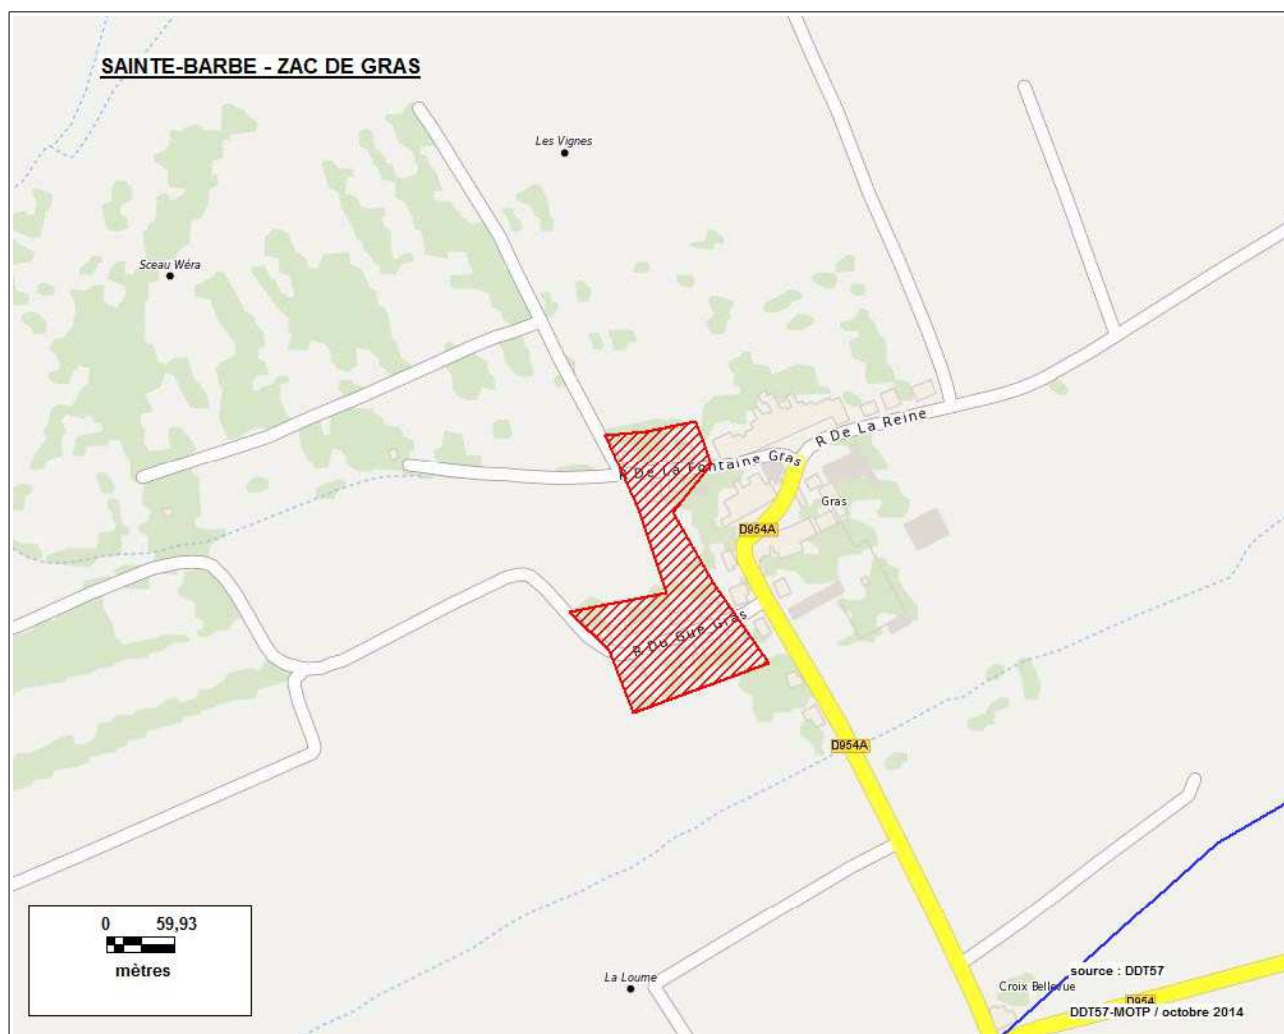 SAINTE-BARBE - ZAC DE GRAS
Les Vignes
Sceau Wéra
R De La Reine
R De La Fontaine Gras
Gras
D954A
R Du Gué Gras
D954A
0 59,93
mètres
La Loume
source : DDT57
Croix Bellevue
D954
DDT57-MOTP / octobre 2014